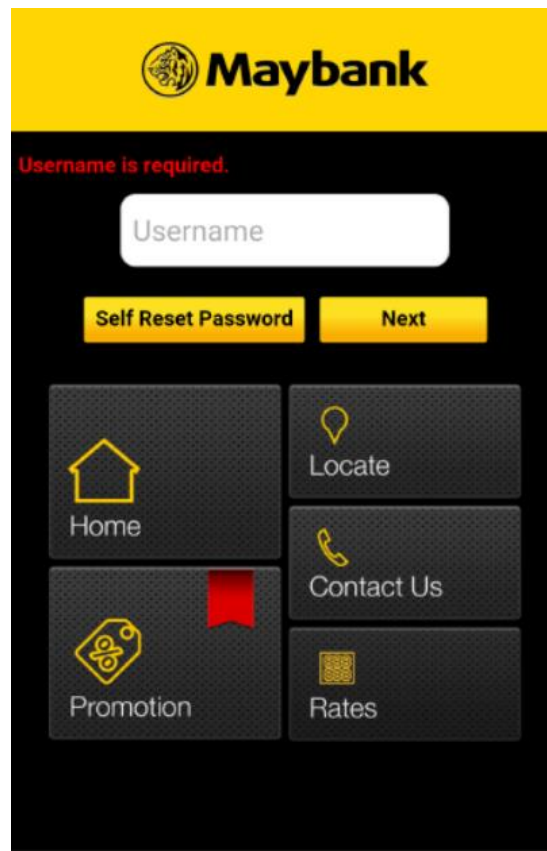 Maybank
Username is required.
Username
Self Reset Password
Next
Home
Locate
Contact Us
Promotion
Rates